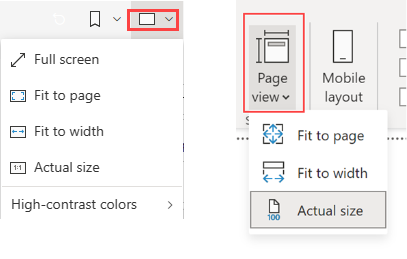 Full screen
Fit to page
Fit to width
1:1
Actual size
High-contrast colors
Page
view
Mobile
layout
Fit to page
Fit to width
100
Actual size